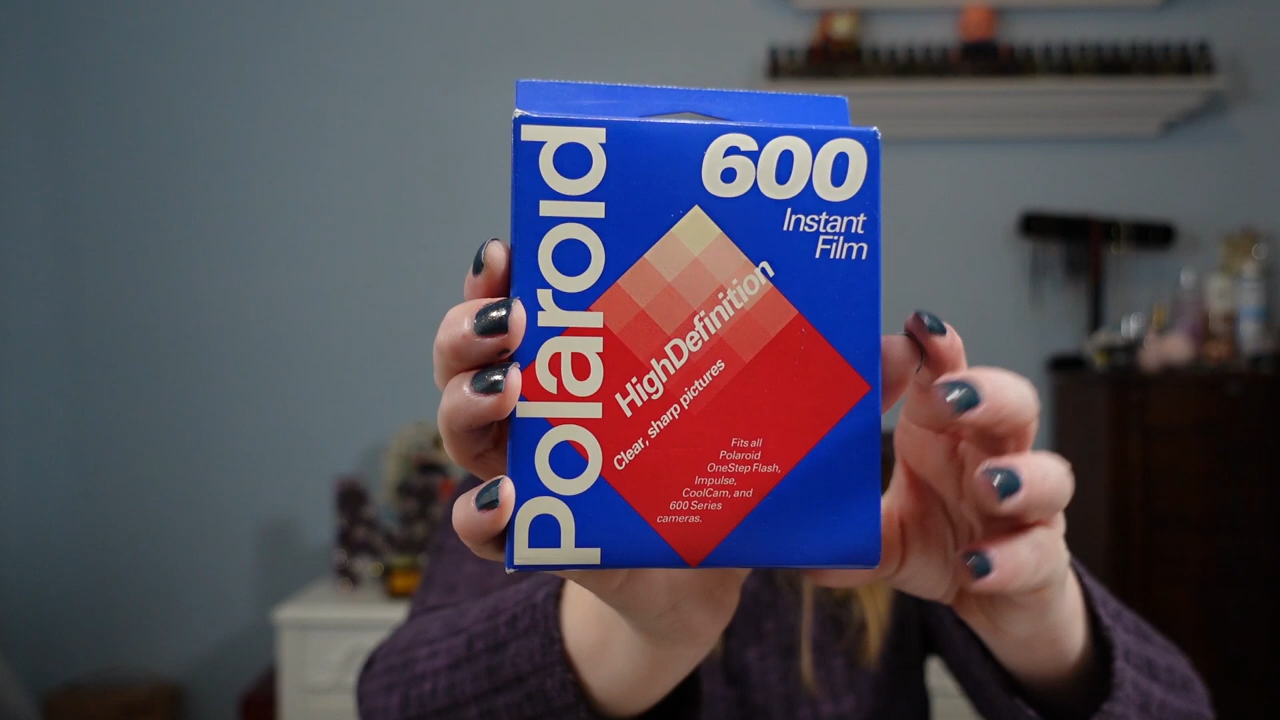 Polaroid
600
Instant
Film
HighDefinition
Clear, sharp pictures
Fits all
Polaroid
OneStep Flash,
Impulse,
CoolCam, and
600 Series
cameras.